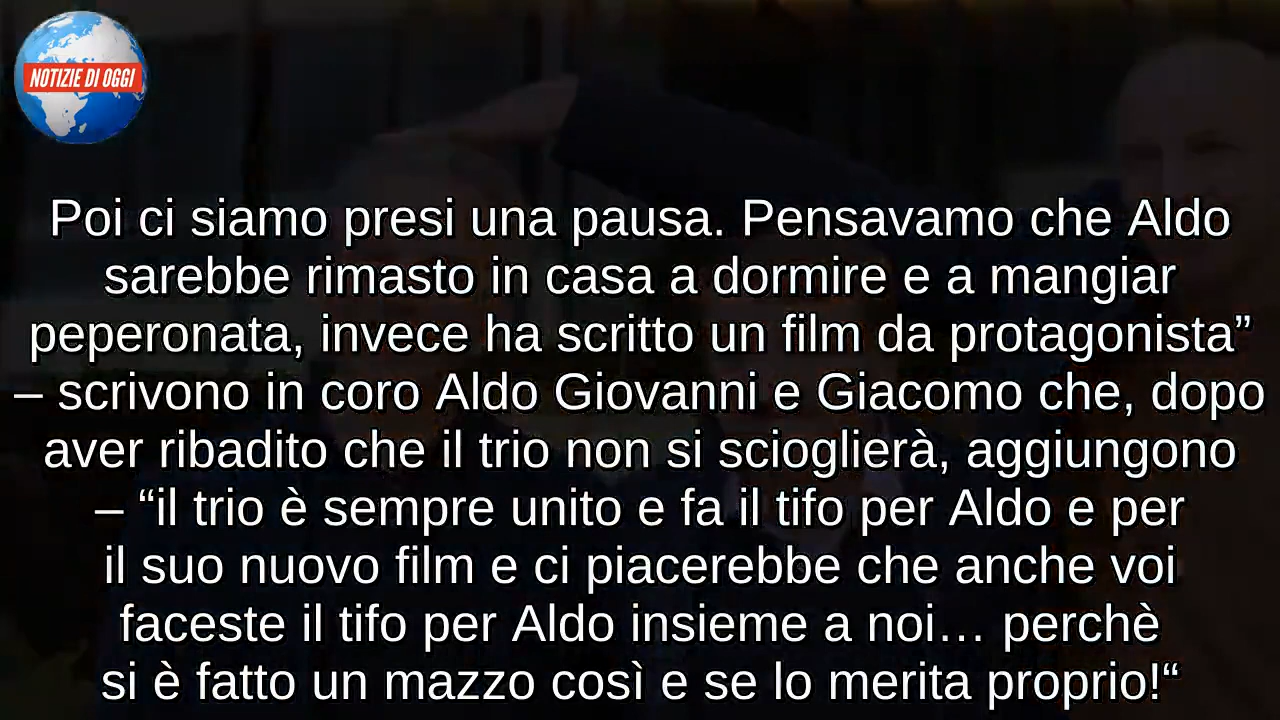 NOTIZIE DI OGGI
Poi ci siamo presi una pausa. Pensavamo che Aldo
sarebbe rimasto in casa a dormire e a mangiar
peperonata, invece ha scritto un film da protagonista”
– scrivono in coro Aldo Giovanni e Giacomo che, dopo
aver ribadito che il trio non si scioglierà, aggiungono
– “il trio è sempre unito e fa il tifo per Aldo e per
il suo nuovo film e ci piacerebbe che anche voi
faceste il tifo per Aldo insieme a noi… perchè
si è fatto un mazzo così e se lo merita proprio!“